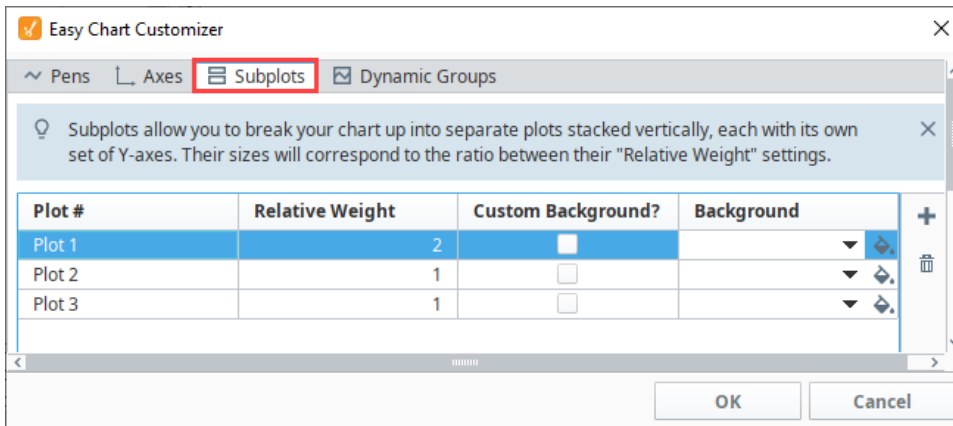 Easy Chart Customizer
Pens Axes Subplots Dynamic Groups
Subplots allow you to break your chart up into separate plots stacked vertically, each with its own
set of Y-axes. Their sizes will correspond to the ratio between their "Relative Weight" settings.
Plot # Relative Weight Custom Background? Background
Plot 1 2
Plot 2 1
Plot 3 1
OK Cancel